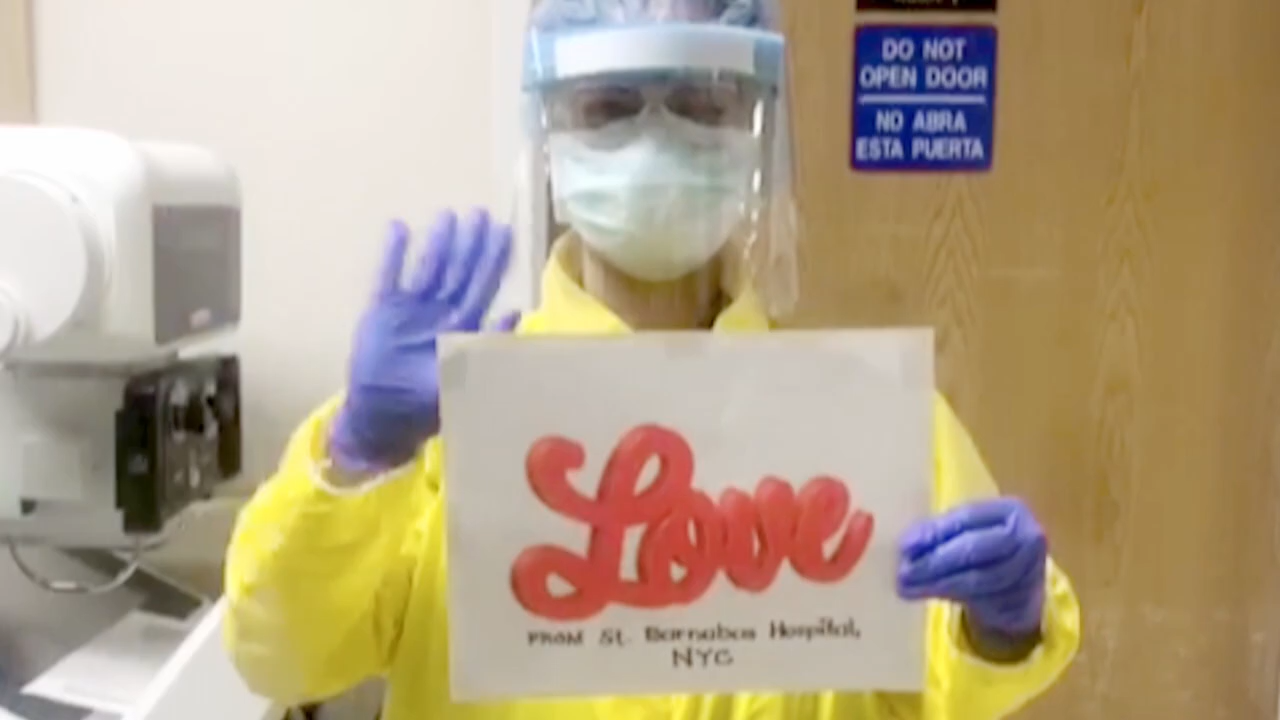 DO NOT
OPEN DOOR
NO ABRA
ESTA PUERTA
Love
FROM St. Barnabas Hospital,
NYC